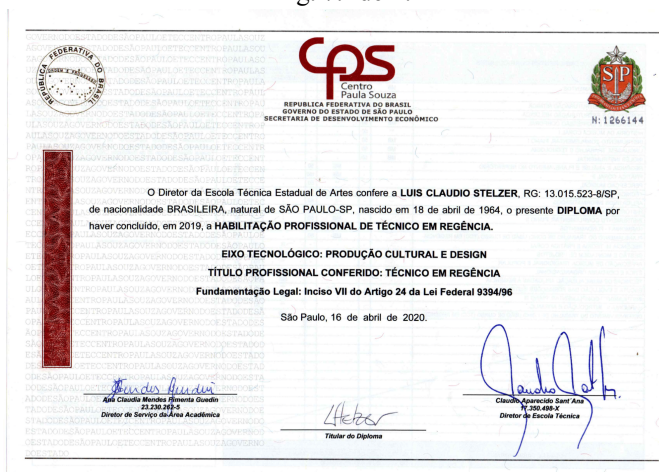 REPÚBLICA FEDERATIVA DO BRASIL
ORDEM E PROGRESSO
cps
Centro
Paula Souza
REPUBLICA FEDERATIVA DO BRASIL
GOVERNO DO ESTADO DE SÃO PAULO
SECRETARIA DE DESENVOLVIMENTO ECONÔMICO
SP
N: 1266144
O Diretor da Escola Técnica Estadual de Artes confere a LUIS CLAUDIO STELZER, RG: 13.015.523-8/SP,
de nacionalidade BRASILEIRA, natural de SÃO PAULO-SP, nascido em 18 de abril de 1964, o presente DIPLOMA por
haver concluído, em 2019, a HABILITAÇÃO PROFISSIONAL DE TÉCNICO EM REGÊNCIA.
EIXO TECNOLÓGICO: PRODUÇÃO CULTURAL E DESIGN
TÍTULO PROFISSIONAL CONFERIDO: TÉCNICO EM REGÊNCIA
Fundamentação Legal: Inciso VII do Artigo 24 da Lei Federal 9394/96
São Paulo, 16 de abril de 2020.
Ana Claudia Mendes Pimenta Guedin
23.230.263-5
Diretor de Serviço da Área Acadêmica
Titular do Diploma
Claudio Aparecido Sant'Ana
17.350.498-X
Diretor de Escola Técnica